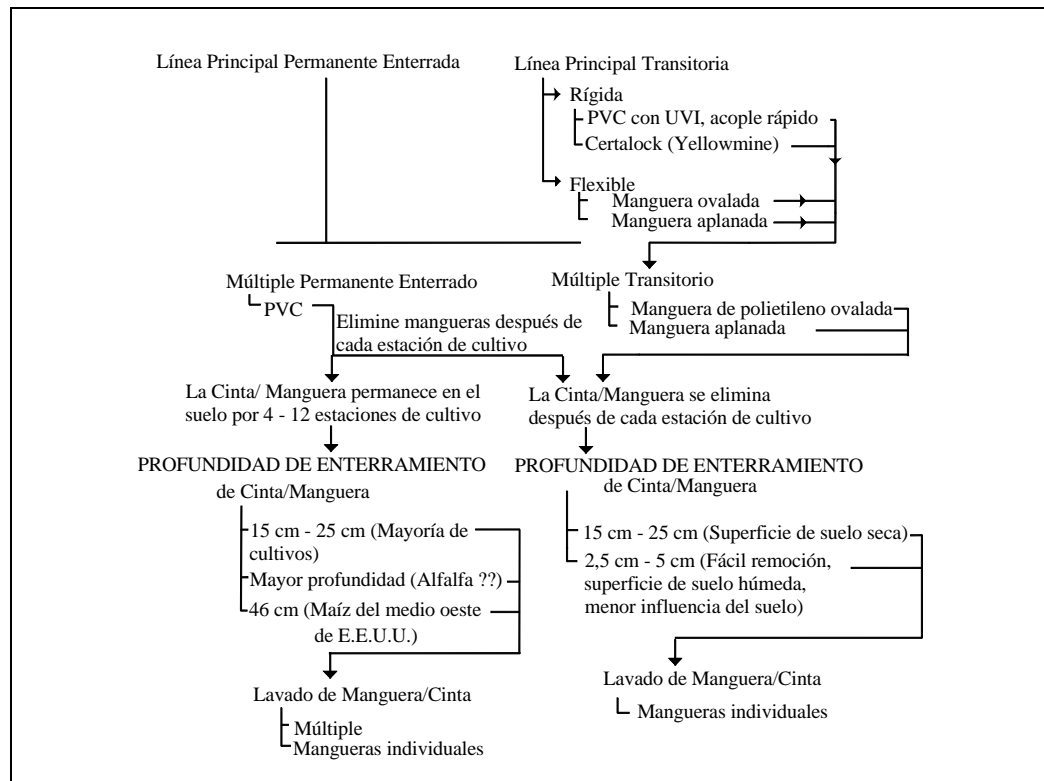 Línea Principal Permanente Enterrada
Línea Principal Transitoria
Rígida
PVC con UVI, acople rápido
Certalock (Yellowmine)
Flexible
Manguera ovalada
Manguera aplanada
Múltiple Permanente Enterrado
PVC
Múltiple Transitorio
Manguera de polietileno ovalada
Manguera aplanada
Elimine mangueras después de
cada estación de cultivo
La Cinta/ Manguera permanece en el
suelo por 4 - 12 estaciones de cultivo
La Cinta/Manguera se elimina
después de cada estación de cultivo
PROFUNDIDAD DE ENTERRAMIENTO
de Cinta/Manguera
15 cm - 25 cm (Mayoría de
cultivos)
Mayor profundidad (Alfalfa ??)
46 cm (Maíz del medio oeste
de E.E.U.U.)
PROFUNDIDAD DE ENTERRAMIENTO
de Cinta/Manguera
15 cm - 25 cm (Superficie de suelo seca)
2,5 cm - 5 cm (Fácil remoción,
superficie de suelo húmeda,
menor influencia del suelo)
Lavado de Manguera/Cinta
Múltiple
Mangueras individuales
Lavado de Manguera/Cinta
Mangueras individuales